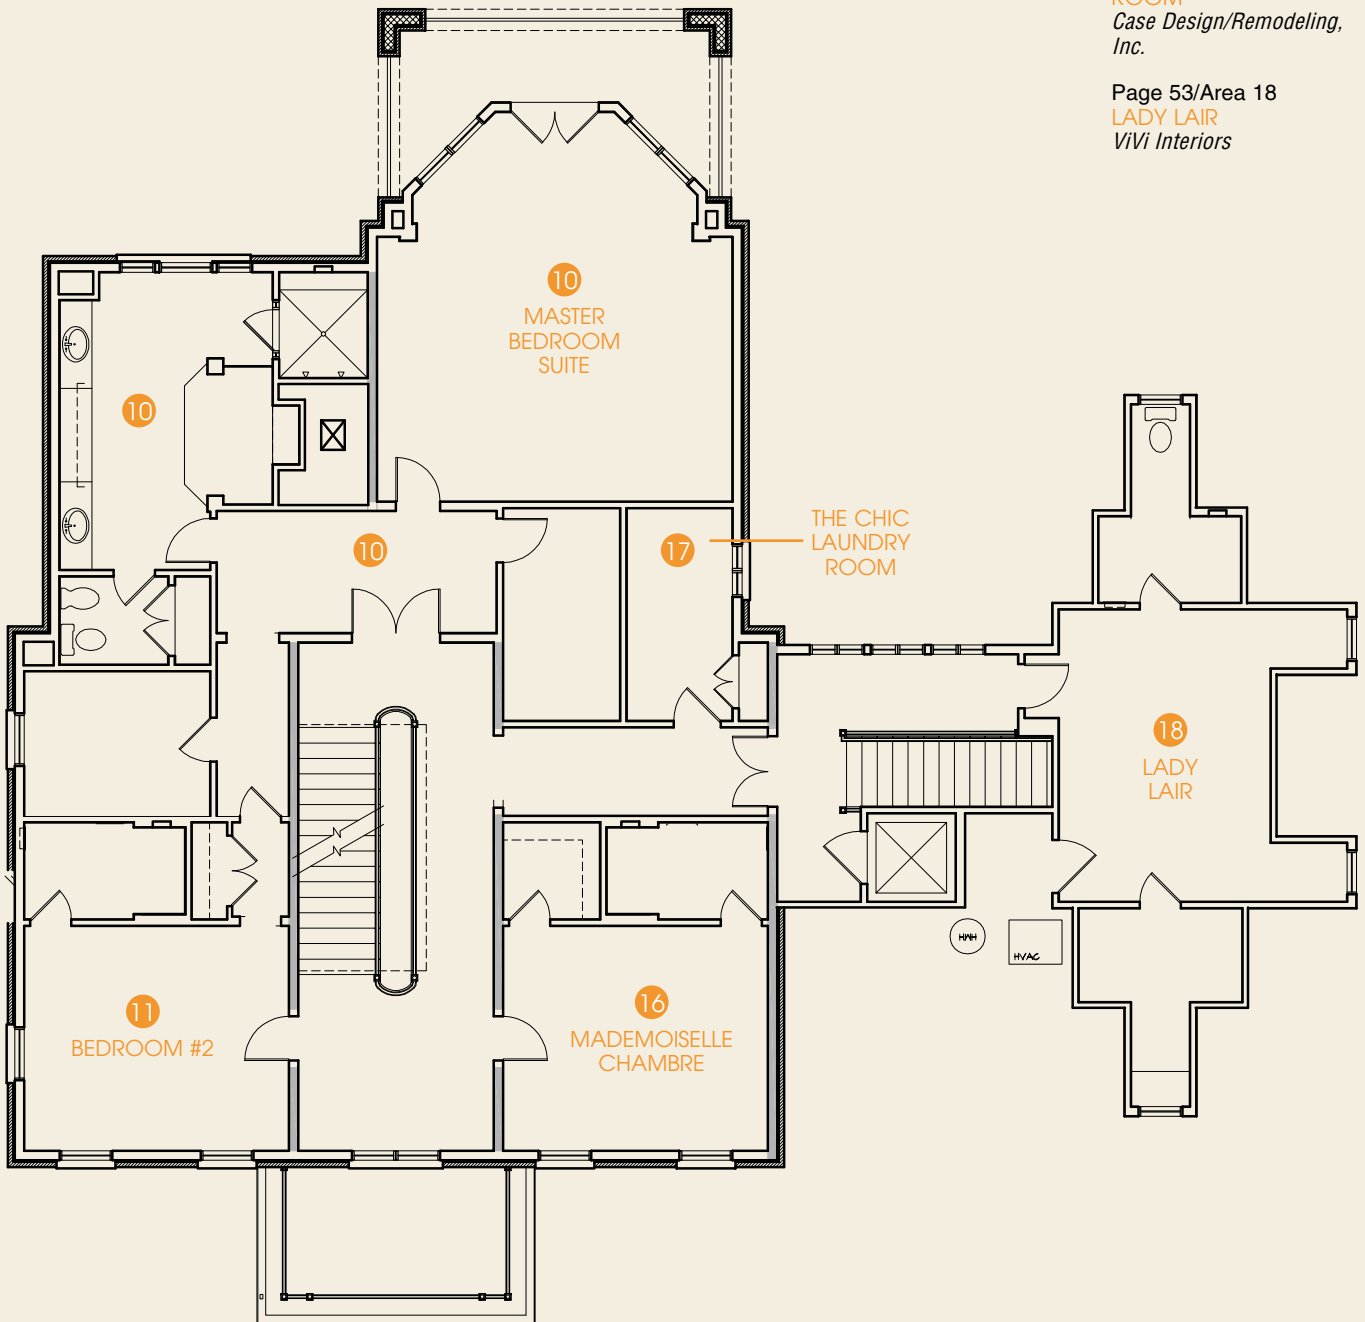 ROOM
Case Design/Remodeling,
Inc.
Page 53/Area 18
LADY LAIR
ViVi Interiors
10
MASTER
BEDROOM
SUITE
10
10
17
THE CHIC
LAUNDRY
ROOM
18
LADY
LAIR
HWH
HVAC
11
BEDROOM #2
16
MADEMOISELLE
CHAMBRE